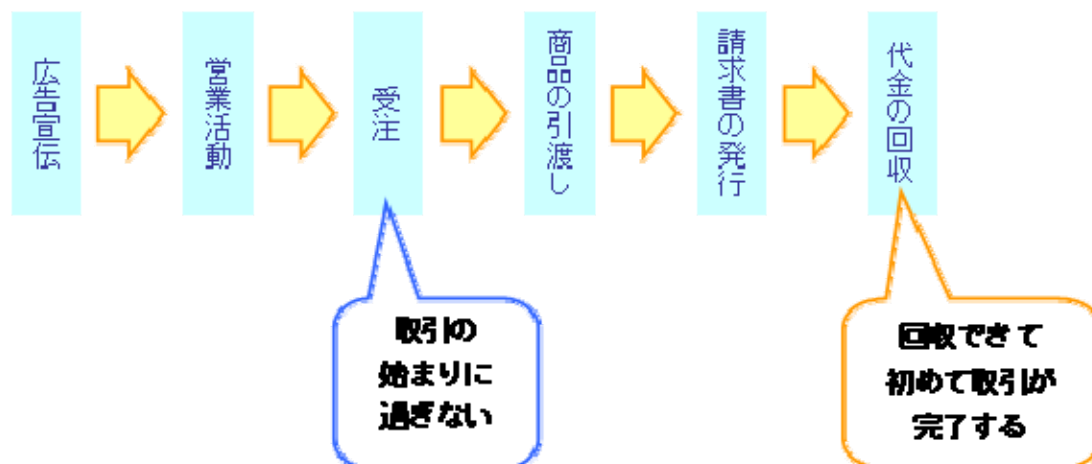 広告宣伝
営業活動
受注
商品の引渡し
請求書の発行
代金の回収
取引の
始まりに
過ぎない
回収できて
初めて取引が
完了する